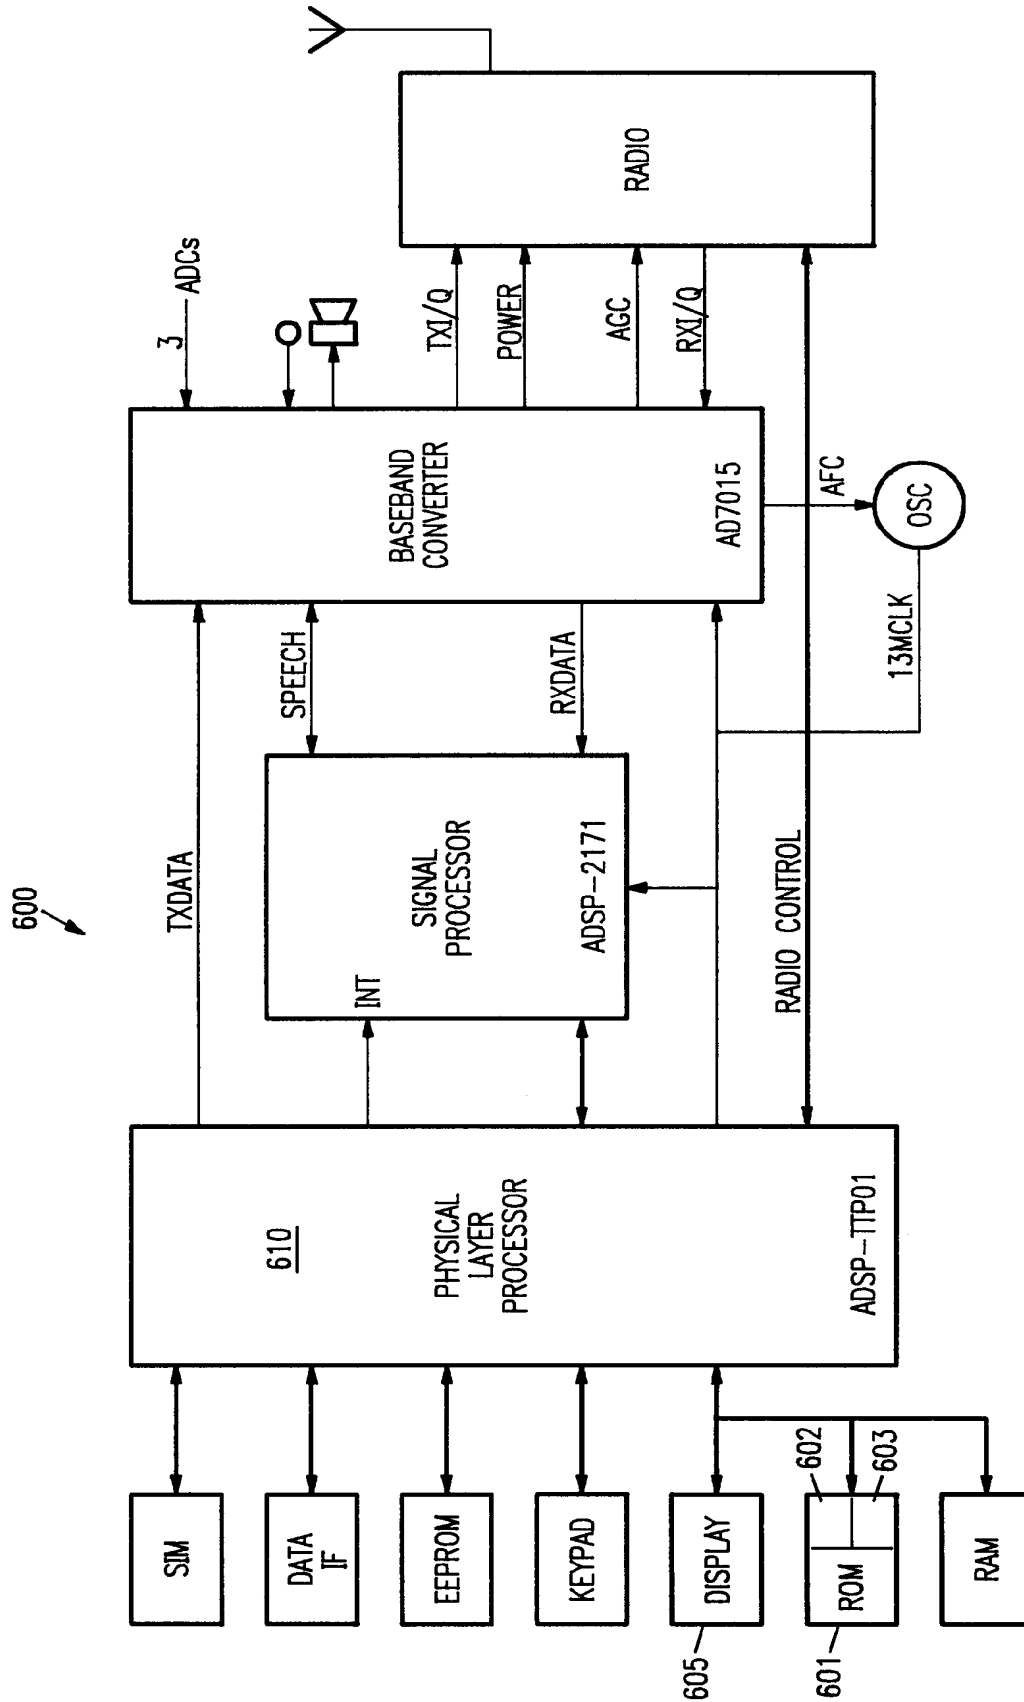 600
SIM
DATA
IF
EEPROM
KEYPAD
DISPLAY
605
ROM
601
602
603
RAM
610
PHYSICAL
LAYER
PROCESSOR
ADSP-TTP01
TXDATA
INT
SIGNAL
PROCESSOR
ADSP-2171
SPEECH
RXDATA
RADIO CONTROL
BASEBAND
CONVERTER
AD7015
3
ADCs
TXI/Q
POWER
AGC
RXI/Q
AFC
OSC
13MCLK
RADIO